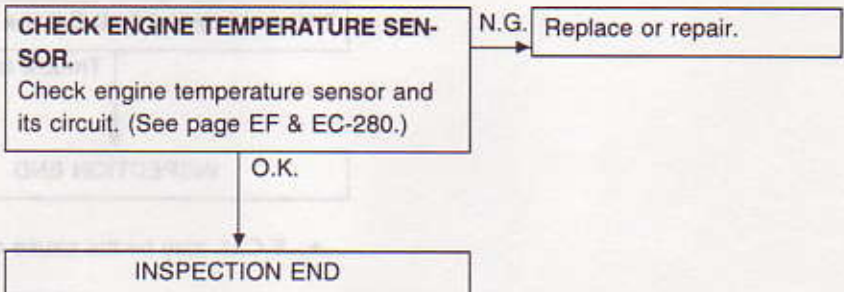 CHECK ENGINE TEMPERATURE SEN-
SOR.
Check engine temperature sensor and
its circuit. (See page EF & EC-280.)
N.G.
Replace or repair.
O.K.
INSPECTION END